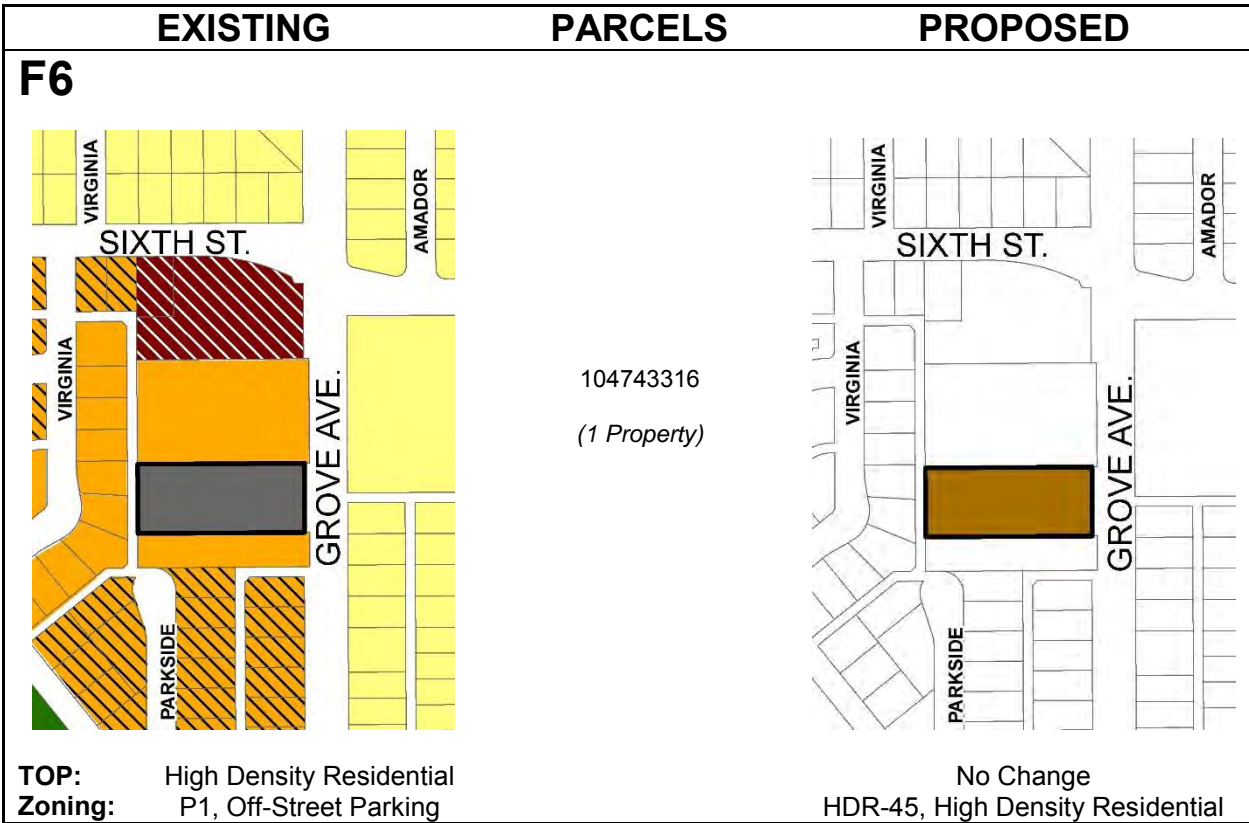 EXISTING PARCELS PROPOSED
F6
VIRGINIA
AMADOR
SIXTH ST.
VIRGINIA
GROVE AVE.
PARKSIDE
104743316
(1 Property)
VIRGINIA
AMADOR
SIXTH ST.
VIRGINIA
GROVE AVE.
PARKSIDE
TOP: High Density Residential No Change
Zoning: P1, Off-Street Parking HDR-45, High Density Residential